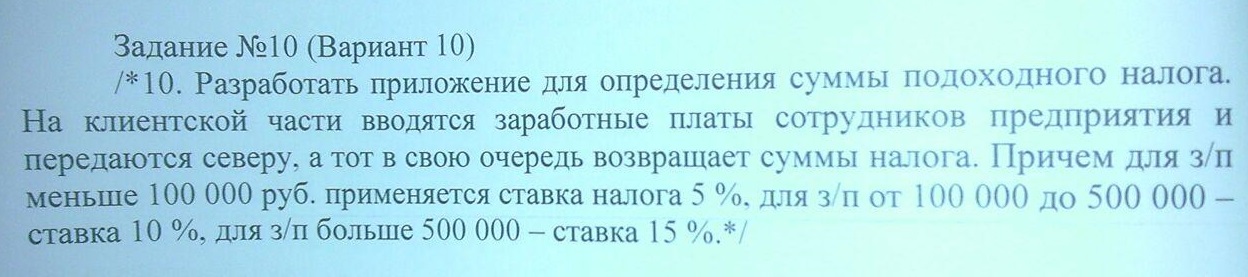 Задание №10 (Вариант 10)
/*10. Разработать приложение для определения суммы подоходного налога.
На клиентской части вводятся заработные платы сотрудников предприятия и
передаются северу, а тот в свою очередь возвращает суммы налога. Причем для з/п
меньше 100 000 руб. применяется ставка налога 5 %, для з/п от 100 000 до 500 000 –
ставка 10 %, для з/п больше 500 000 – ставка 15 %.*/